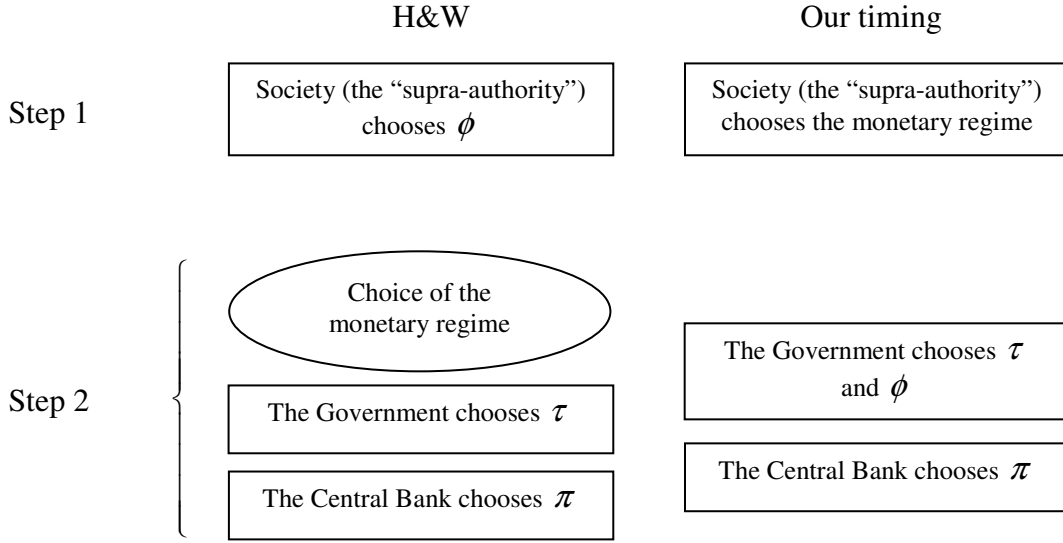 H&W
Our timing
Step 1
Society (the “supra-authority”)
chooses ϕ
Society (the “supra-authority”)
chooses the monetary regime
Step 2
Choice of the
monetary regime
The Government chooses τ
The Central Bank chooses π
The Government chooses τ
and ϕ
The Central Bank chooses π